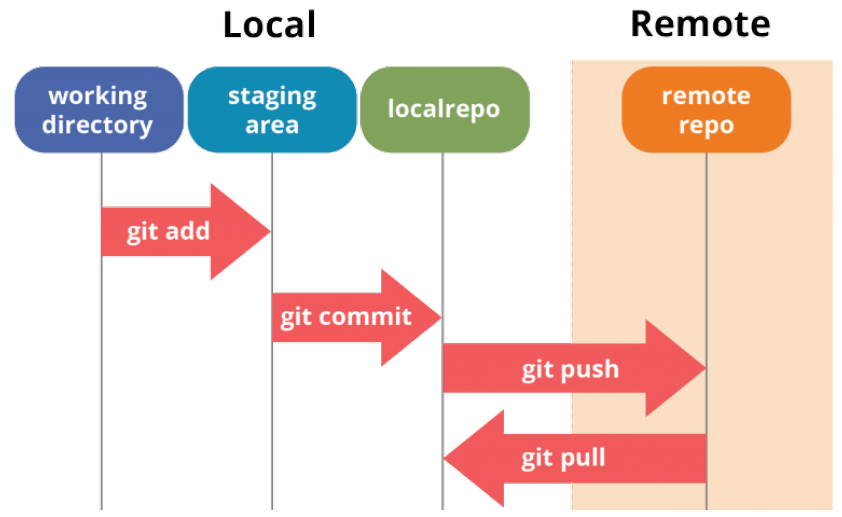 Local
Remote
working
directory
staging
area
localrepo
remote
repo
git add
git commit
git push
git pull